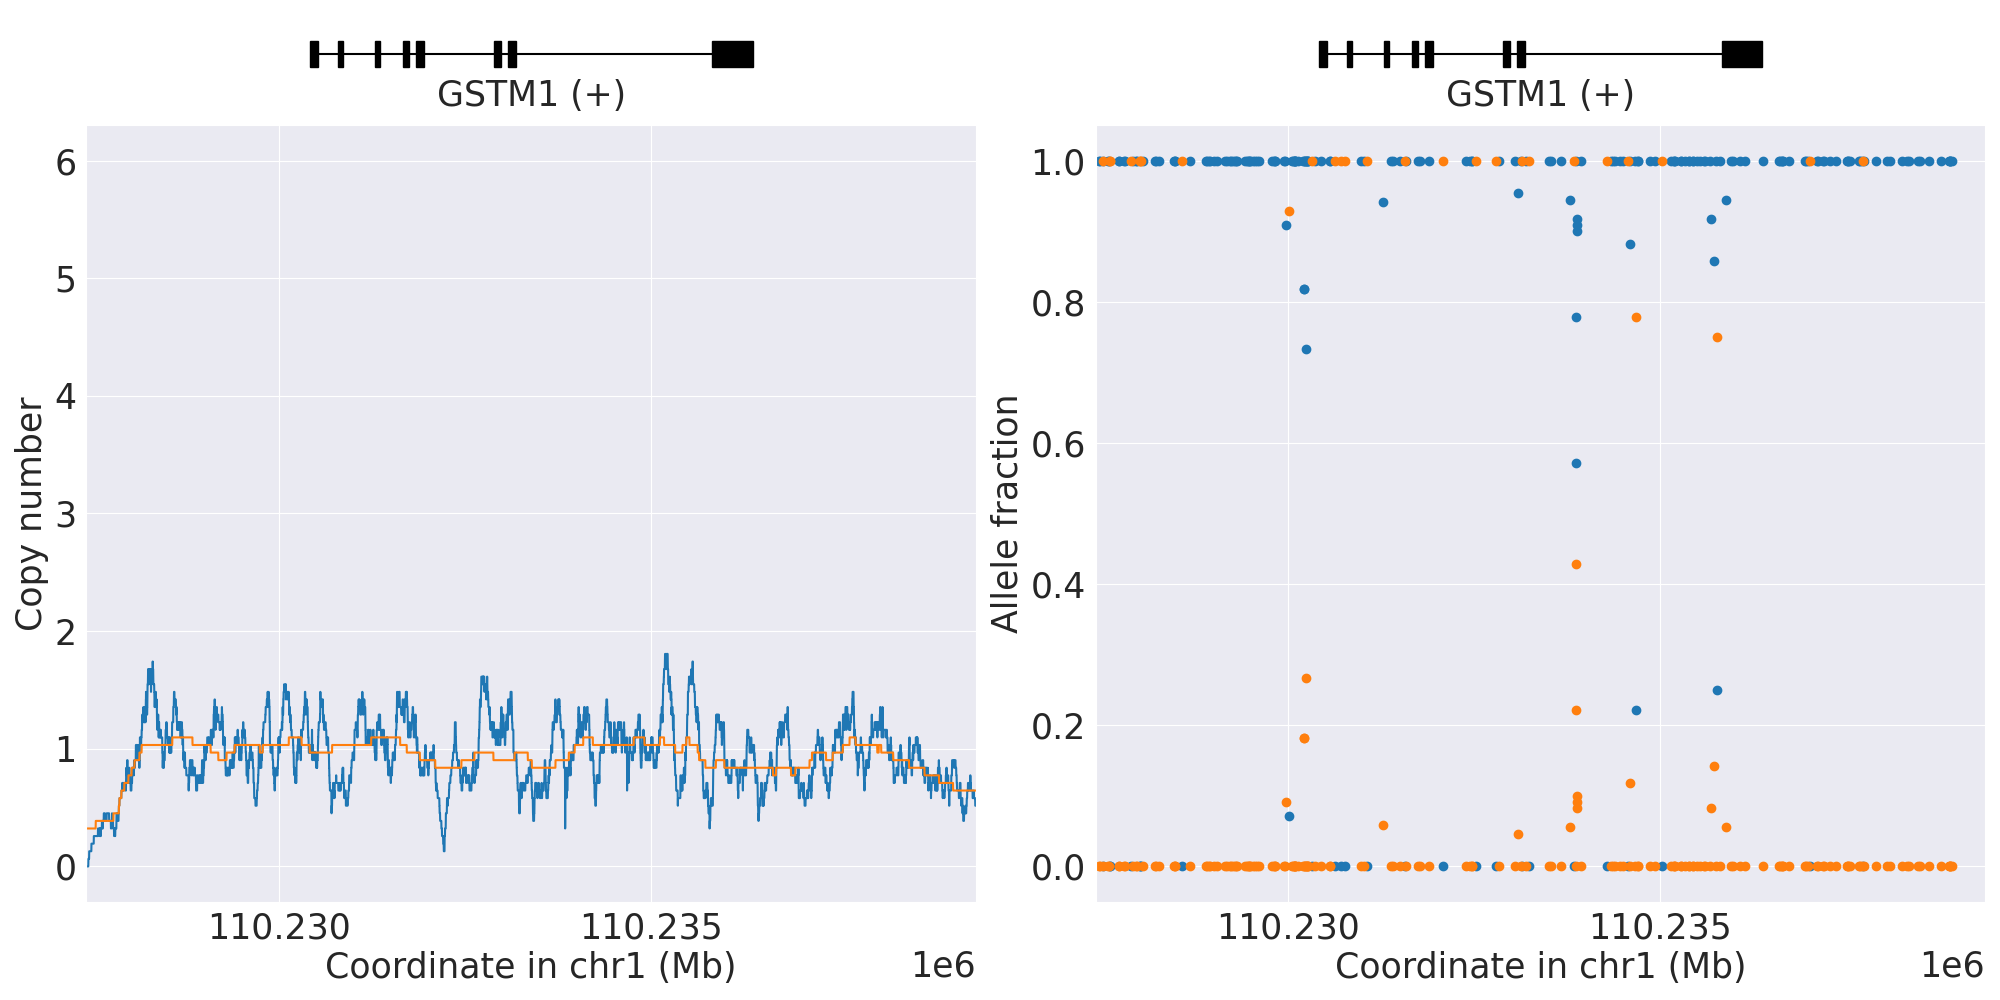 GSTM1 (+)
6
5
4
3
2
1
0
Copy number
110.230
110.235
Coordinate in chr1 (Mb)
1e6
GSTM1 (+)
1.0
0.8
0.6
0.4
0.2
0.0
Allele fraction
110.230
110.235
Coordinate in chr1 (Mb)
1e6